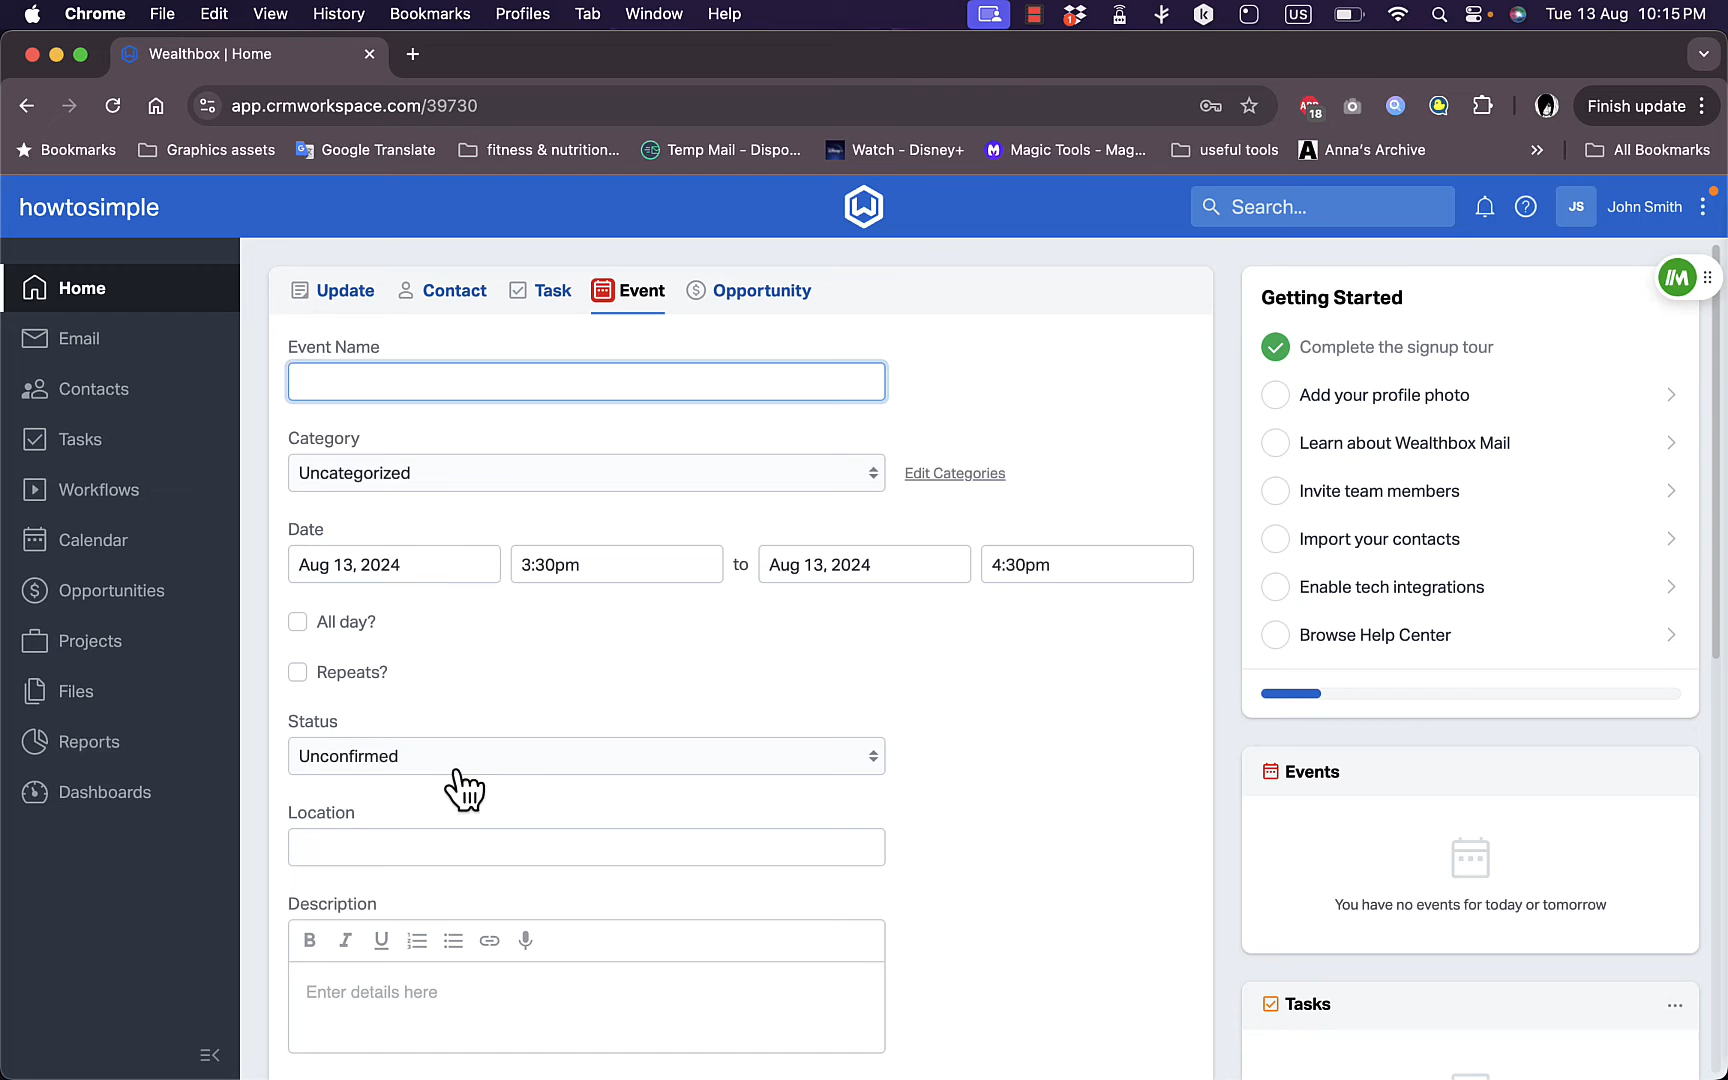 Chrome File Edit View History Bookmarks Profiles Tab Window Help 1 US Tue 13 Aug 10:15 PM
Wealthbox | Home
app.crmworkspace.com/39730 18 Finish update
Bookmarks Graphics assets Google Translate fitness & nutrition... Temp Mail - Dispo... Watch - Disney+ Magic Tools - Mag... useful tools Anna's Archive All Bookmarks
howtosimple Search... JS John Smith
Home
Email
Contacts
Tasks
Workflows
Calendar
Opportunities
Projects
Files
Reports
Dashboards
Update Contact Task Event Opportunity
Event Name
Category
Uncategorized Edit Categories
Date
Aug 13, 2024 3:30pm to Aug 13, 2024 4:30pm
All day?
Repeats?
Status
Unconfirmed
Location
Description
B I U
Enter details here
Getting Started
Complete the signup tour
Add your profile photo
Learn about Wealthbox Mail
Invite team members
Import your contacts
Enable tech integrations
Browse Help Center
Events
You have no events for today or tomorrow
Tasks